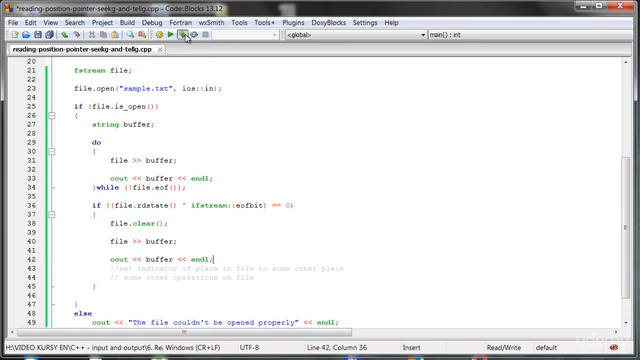 *reading-position-pointer-seekg-and-tellg.cpp - Code::Blocks 13.12
File Edit View Search Project Build Debug Fortran wxSmith Tools Tools+ Plugins DoxyBlocks Settings Help
<global> main() : int
*reading-position-pointer-seekg-and-tellg.cpp
20
21 fstream file;
22
23 file.open("sample.txt", ios::in);
24
25 if (file.is_open())
26 {
27 string buffer;
28
29 do
30 {
31 file >> buffer;
32
33 cout << buffer << endl;
34 }while (!file.eof());
35
36 if ((file.rdstate() ^ ifstream::eofbit) == 0)
37 {
38 file.clear();
39
40 file >> buffer;
41
42 cout << buffer << endl;
43 //set indicator of place in file to some other place
44 // some other operations on file
45 }
46
47 }
48 else
49 cout << "The file couldn't be opened properly" << endl;
H:\VIDEO KURSY EN\C++ - input and output\6. Re Windows (CR+LF) UTF-8 Line 42, Column 36 Insert Read/Write default
udemy